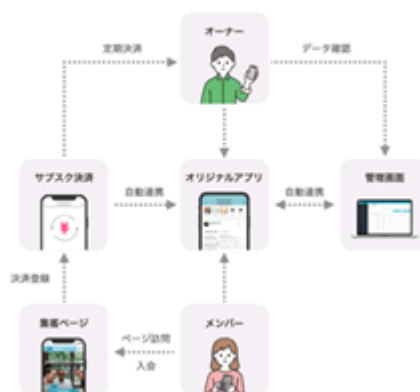 オーナー
定期決済
データ確認
サブスク決済
オリジナルアプリ
管理画面
自動連携
自動連携
決済登録
集客ページ
ページ訪問
入会
メンバー